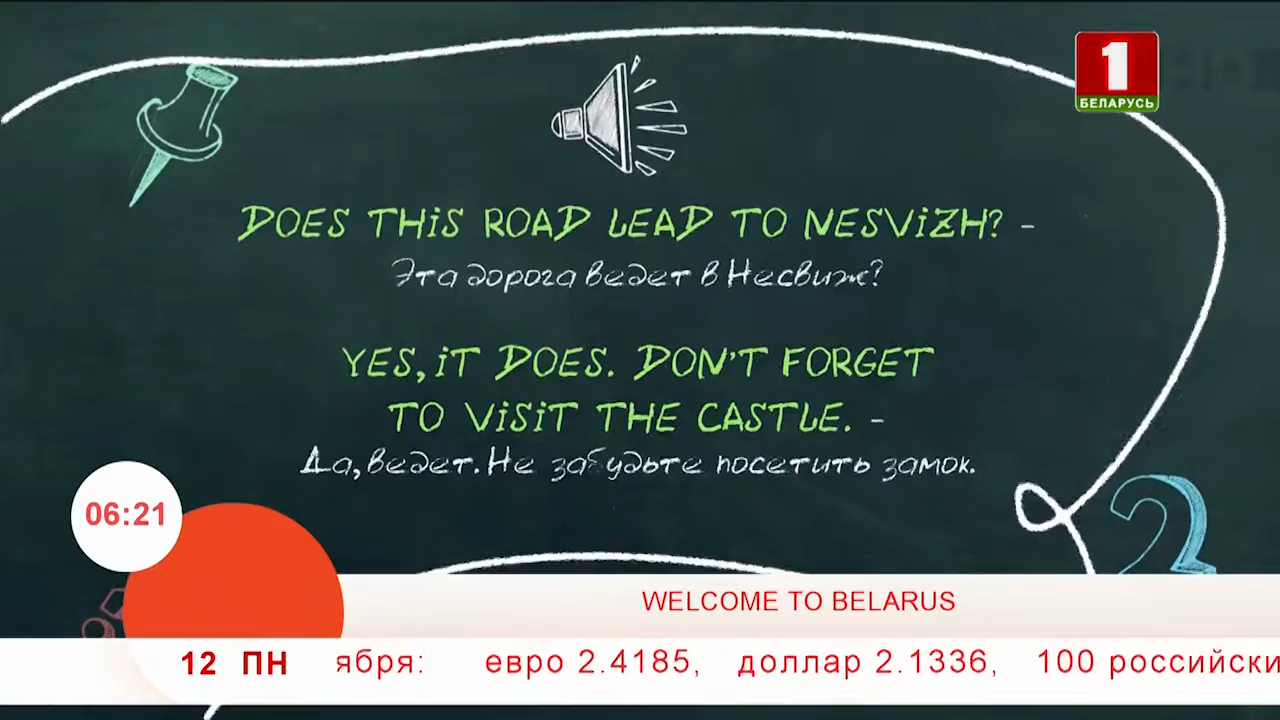 1
БЕЛАРУСЬ
DOES THIS ROAD LEAD TO NESVIZH? -
Эта дорога ведет в Несвиж?
YES, IT DOES. DON'T FORGET
TO VISIT THE CASTLE. -
Да, ведет. Не забудьте посетить замок.
2
06:21
WELCOME TO BELARUS
12 ПН ября: евро 2.4185, доллар 2.1336, 100 российски